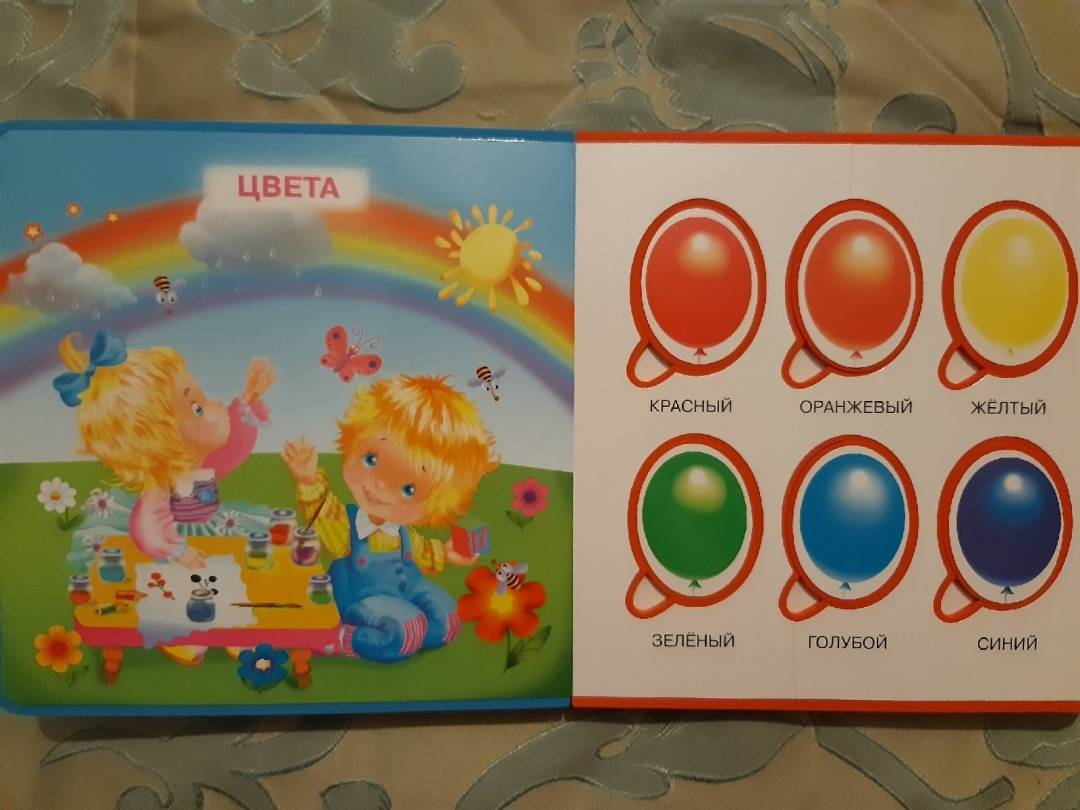 ЦВЕТА
КРАСНЫЙ ОРАНЖЕВЫЙ ЖЁЛТЫЙ
ЗЕЛЁНЫЙ ГОЛУБОЙ СИНИЙ